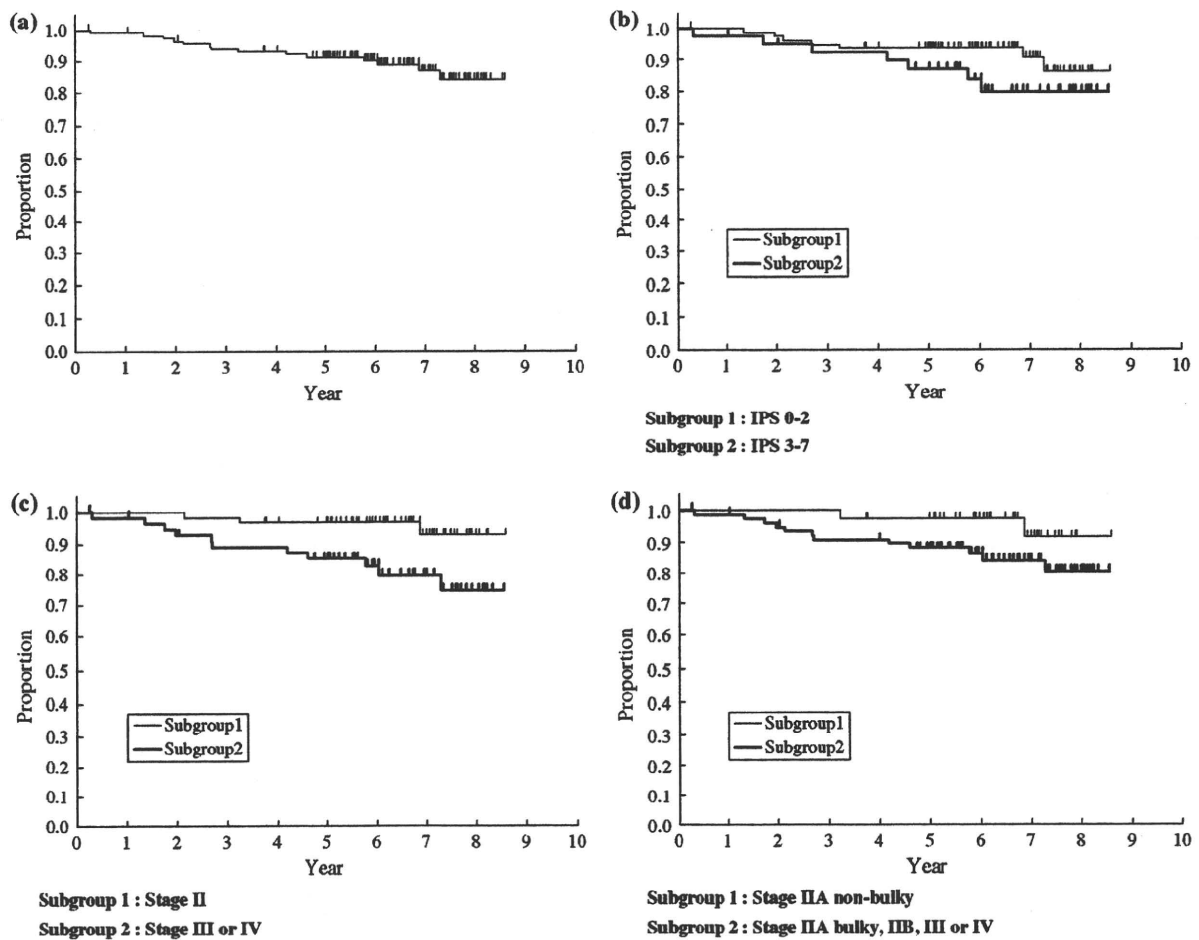 (a)
1.0
0.9
0.8
0.7
0.6
0.5
0.4
0.3
0.2
0.1
0.0
Proportion
0 1 2 3 4 5 6 7 8 9 10
Year
(b)
1.0
0.9
0.8
0.7
0.6
0.5
0.4
0.3
0.2
0.1
0.0
Proportion
Subgroup1
Subgroup2
0 1 2 3 4 5 6 7 8 9 10
Year
Subgroup 1 : IPS 0-2
Subgroup 2 : IPS 3-7
(c)
1.0
0.9
0.8
0.7
0.6
0.5
0.4
0.3
0.2
0.1
0.0
Proportion
Subgroup1
Subgroup2
0 1 2 3 4 5 6 7 8 9 10
Year
Subgroup 1 : Stage II
Subgroup 2 : Stage III or IV
(d)
1.0
0.9
0.8
0.7
0.6
0.5
0.4
0.3
0.2
0.1
0.0
Proportion
Subgroup1
Subgroup2
0 1 2 3 4 5 6 7 8 9 10
Year
Subgroup 1 : Stage IIA non-bulky
Subgroup 2 : Stage IIA bulky, IIB, III or IV